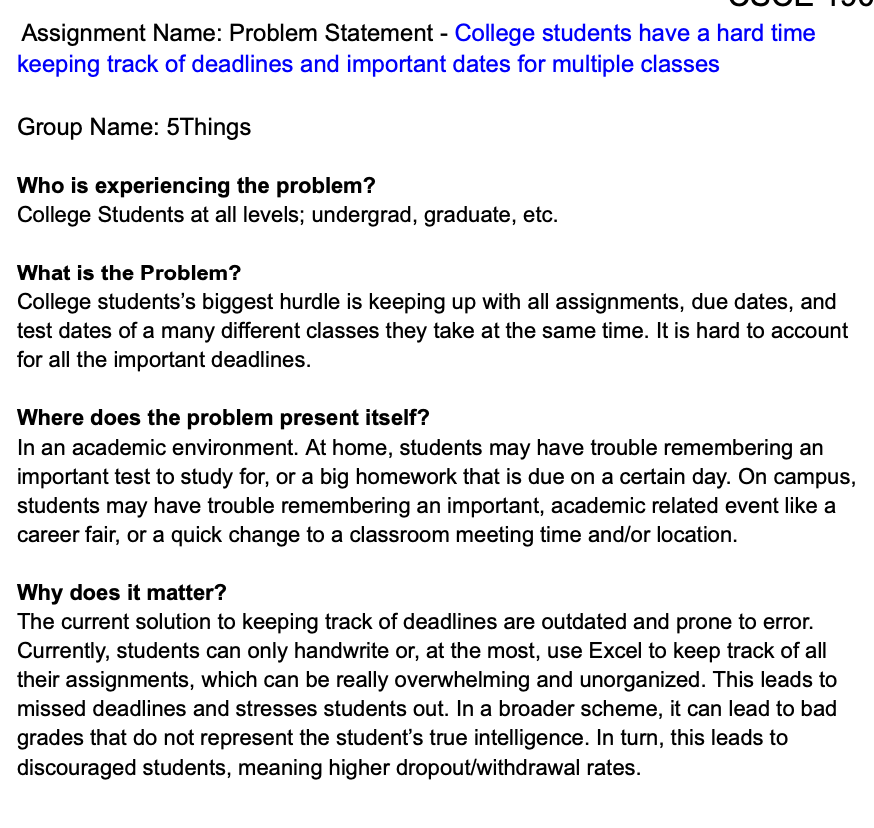 Assignment Name: Problem Statement - College students have a hard time
keeping track of deadlines and important dates for multiple classes
Group Name: 5Things
Who is experiencing the problem?
College Students at all levels; undergrad, graduate, etc.
What is the Problem?
College students’s biggest hurdle is keeping up with all assignments, due dates, and
test dates of a many different classes they take at the same time. It is hard to account
for all the important deadlines.
Where does the problem present itself?
In an academic environment. At home, students may have trouble remembering an
important test to study for, or a big homework that is due on a certain day. On campus,
students may have trouble remembering an important, academic related event like a
career fair, or a quick change to a classroom meeting time and/or location.
Why does it matter?
The current solution to keeping track of deadlines are outdated and prone to error.
Currently, students can only handwrite or, at the most, use Excel to keep track of all
their assignments, which can be really overwhelming and unorganized. This leads to
missed deadlines and stresses students out. In a broader scheme, it can lead to bad
grades that do not represent the student’s true intelligence. In turn, this leads to
discouraged students, meaning higher dropout/withdrawal rates.